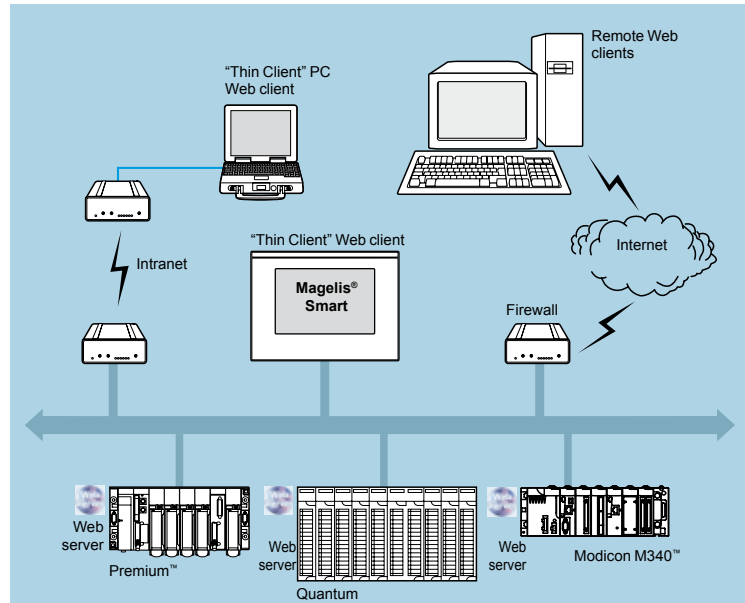 Remote Web
clients
“Thin Client” PC
Web client
“Thin Client” Web client
Internet
Intranet
Magelis®
Smart
Firewall
Web
server
Premium™
Web
server
Quantum
Web
server
Modicon M340™